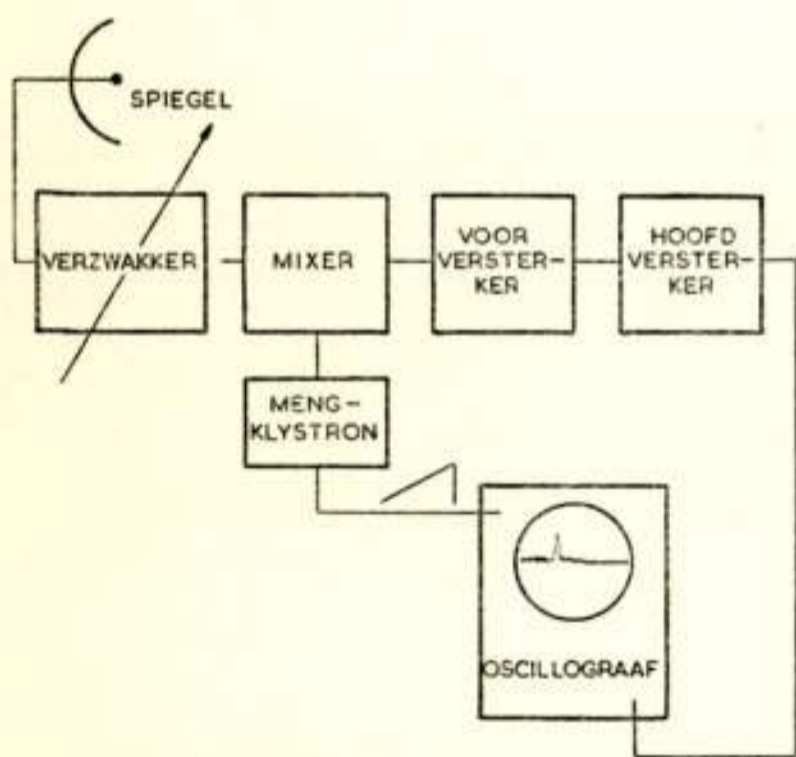 SPIEGEL
VERZWAKKER
MIXER
VOOR
VERSTER-
KER
HOOFD
VERSTER-
KER
MENG-
KLYSTRON
OSCILLOGRAAF